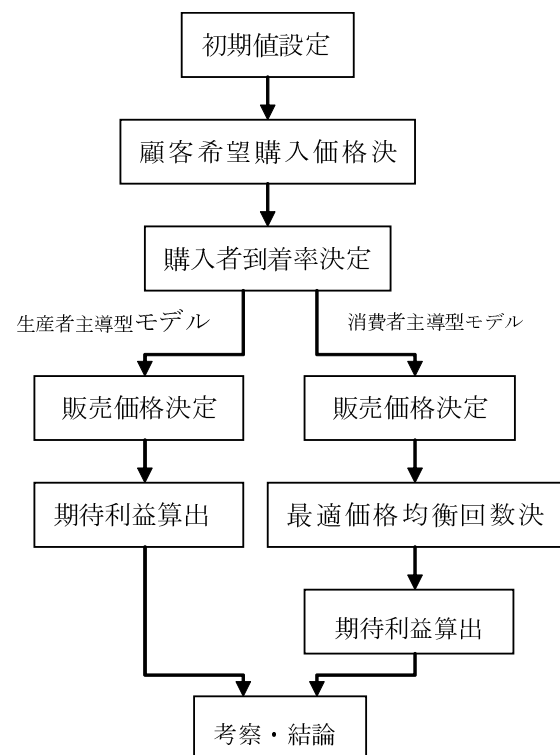 初期値設定
顧客希望購入価格決
購入者到着率決定
生産者主導型モデル
消費者主導型モデル
販売価格決定
販売価格決定
期待利益算出
最適価格均衡回数決
期待利益算出
考察・結論